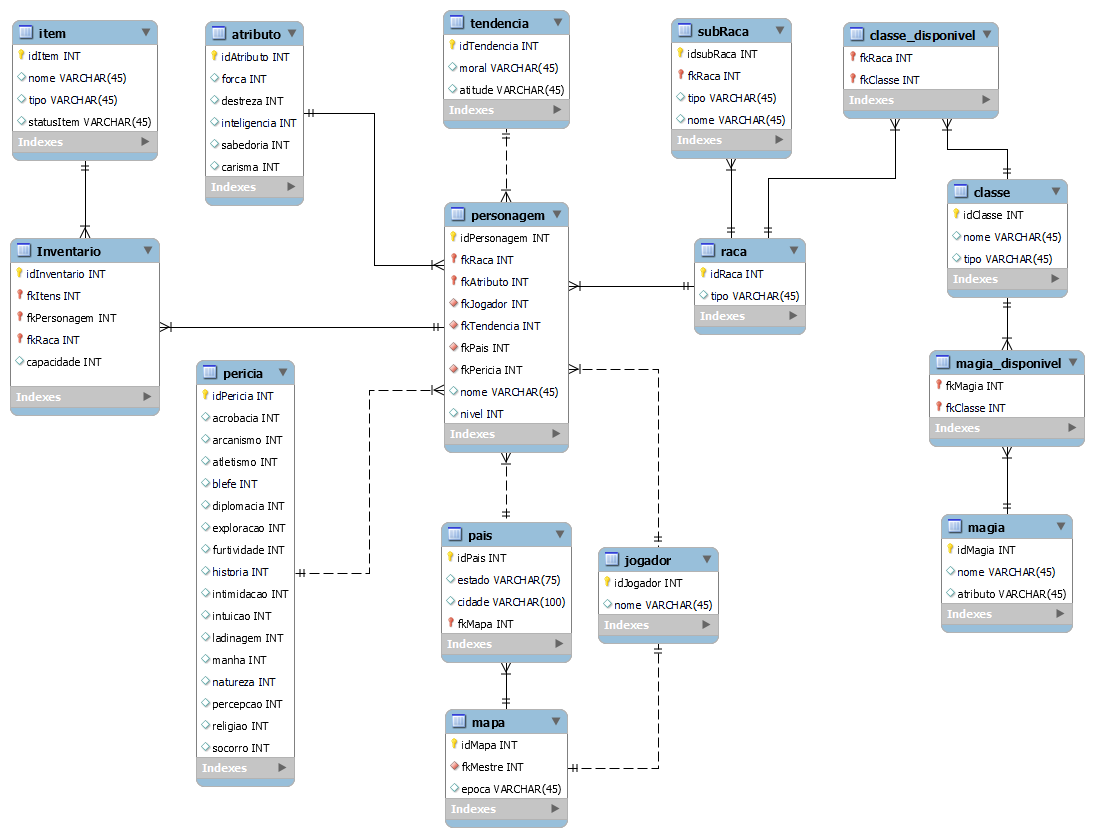 item
idItem INT
nome VARCHAR(45)
tipo VARCHAR(45)
statusItem VARCHAR(45)
Indexes
atributo
idAtributo INT
forca INT
destreza INT
inteligencia INT
sabedoria INT
carisma INT
Indexes
tendencia
idTendencia INT
moral VARCHAR(45)
atitude VARCHAR(45)
Indexes
subRaca
idsubRaca INT
fkRaca INT
tipo VARCHAR(45)
nome VARCHAR(45)
Indexes
classe_disponivel
fkRaca INT
fkClasse INT
Indexes
classe
idClasse INT
nome VARCHAR(45)
tipo VARCHAR(45)
Indexes
Inventario
idInventario INT
fkItens INT
fkPersonagem INT
fkRaca INT
capacidade INT
Indexes
personagem
idPersonagem INT
fkRaca INT
fkAtributo INT
fkJogador INT
fkTendencia INT
fkPais INT
fkPericia INT
nome VARCHAR(45)
nivel INT
Indexes
raca
idRaca INT
tipo VARCHAR(45)
Indexes
magia_disponivel
fkMagia INT
fkClasse INT
Indexes
pericia
idPericia INT
acrobacia INT
arcanismo INT
atletismo INT
blefe INT
diplomacia INT
exploracao INT
furtividade INT
historia INT
intimidacao INT
intuicao INT
ladinagem INT
manha INT
natureza INT
percepcao INT
religiao INT
socorro INT
Indexes
pais
idPais INT
estado VARCHAR(75)
cidade VARCHAR(100)
fkMapa INT
Indexes
jogador
idJogador INT
nome VARCHAR(45)
Indexes
magia
idMagia INT
nome VARCHAR(45)
atributo VARCHAR(45)
Indexes
mapa
idMapa INT
fkMestre INT
epoca VARCHAR(45)
Indexes